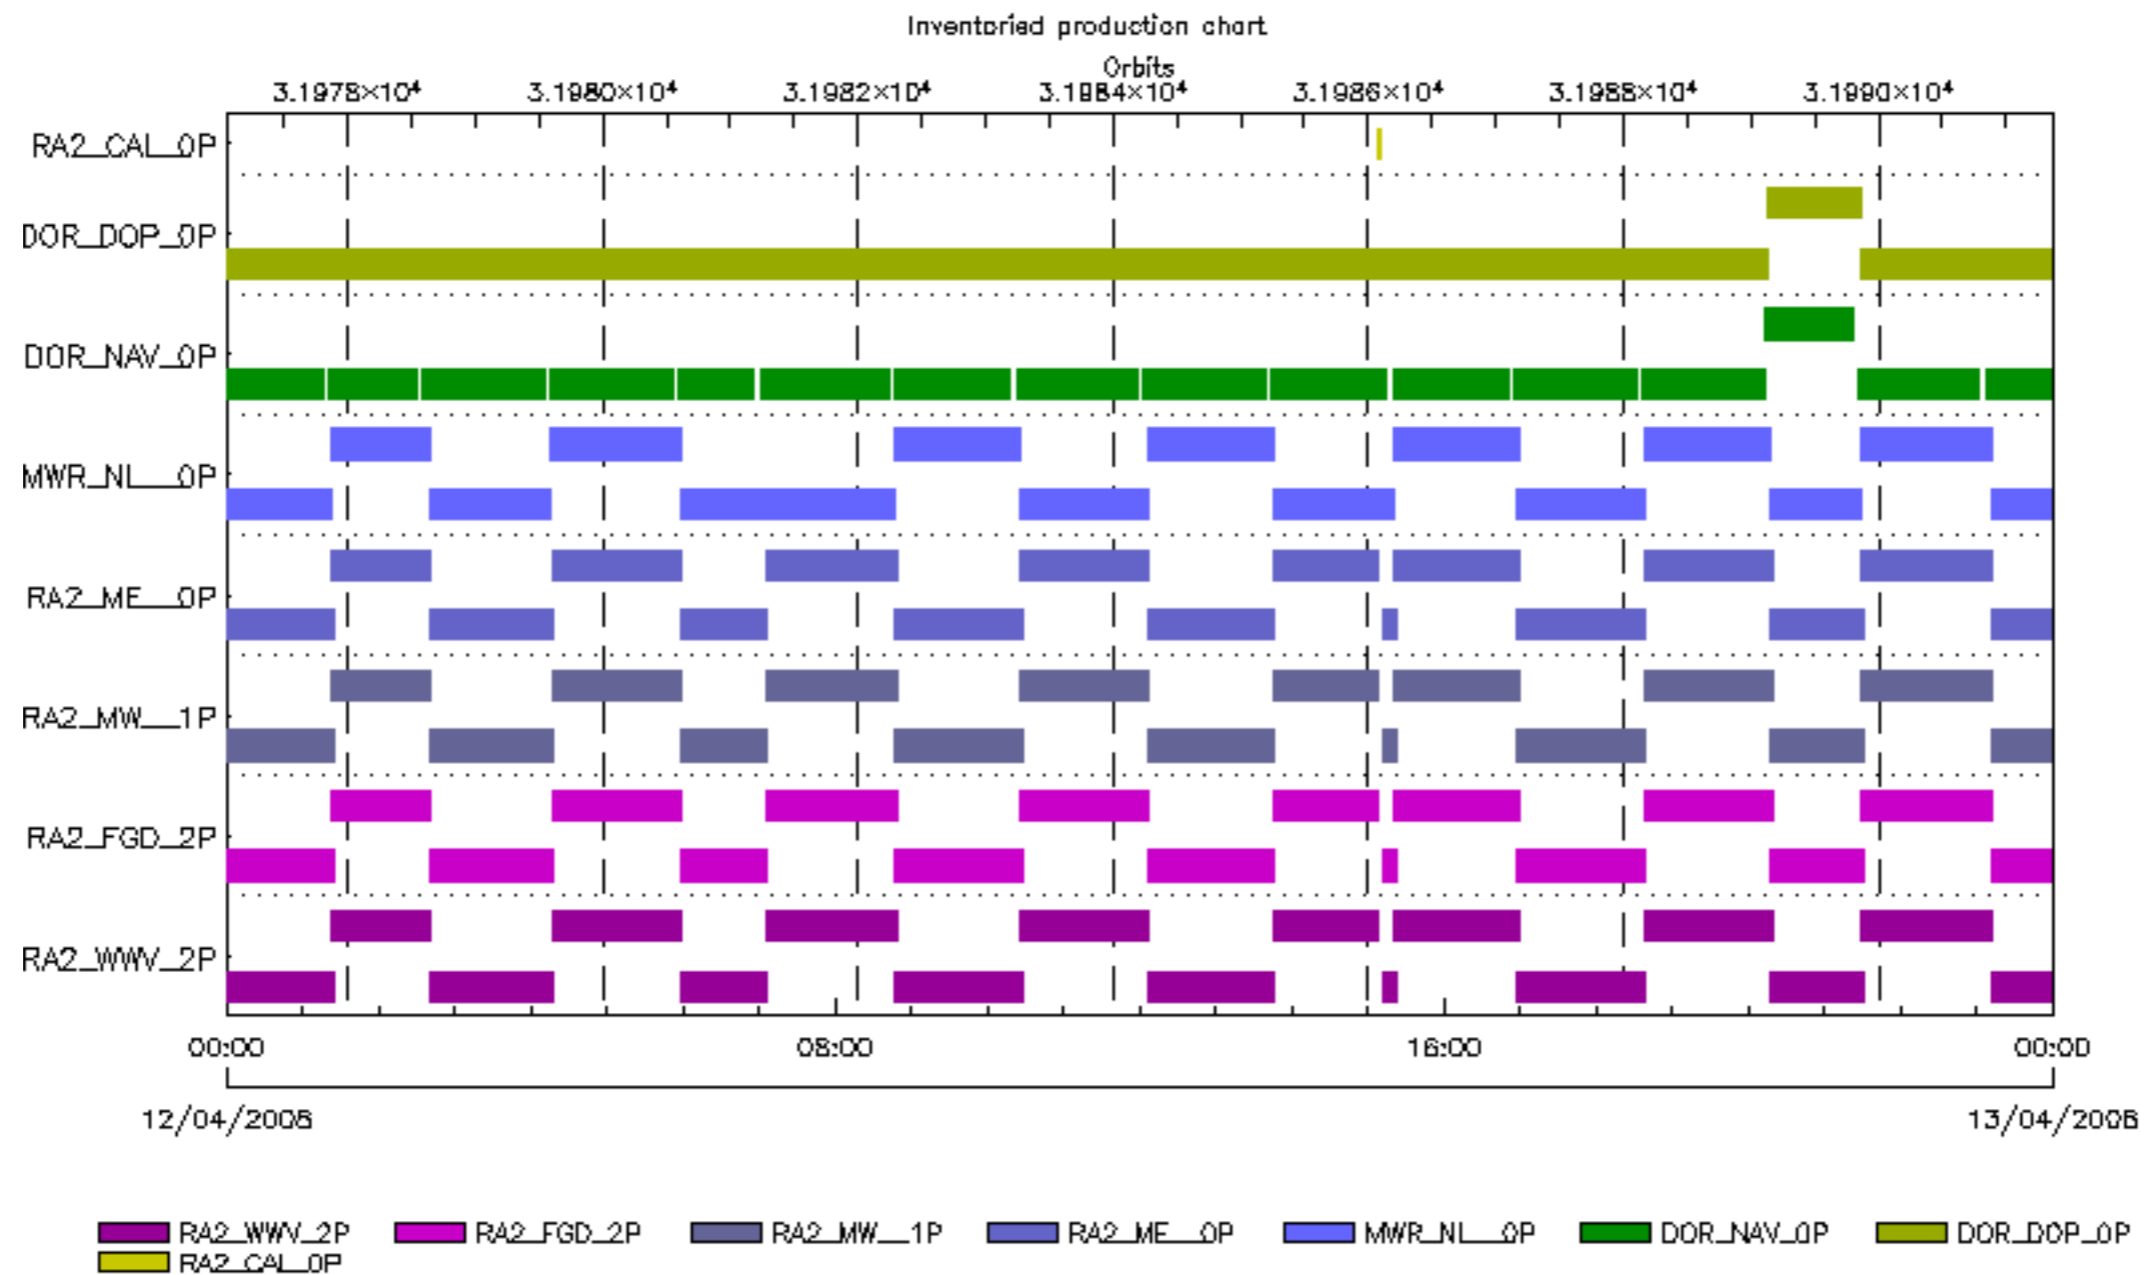 Inventoried production chart
Orbits
3.1978×10⁴ 3.1980×10⁴ 3.1982×10⁴ 3.1984×10⁴ 3.1986×10⁴ 3.1988×10⁴ 3.1990×10⁴
RA2_CAL_0P
DOR_DOP_0P
DOR_NAV_0P
MWR_NL__0P
RA2_ME__0P
RA2_MW__1P
RA2_FGD_2P
RA2_WWV_2P
00:00 08:00 16:00 00:00
12/04/2008 13/04/2008
RA2_WWV_2P RA2_FGD_2P RA2_MW__1P RA2_ME__0P MWR_NL__0P DOR_NAV_0P DOR_DOP_0P
RA2_CAL_0P